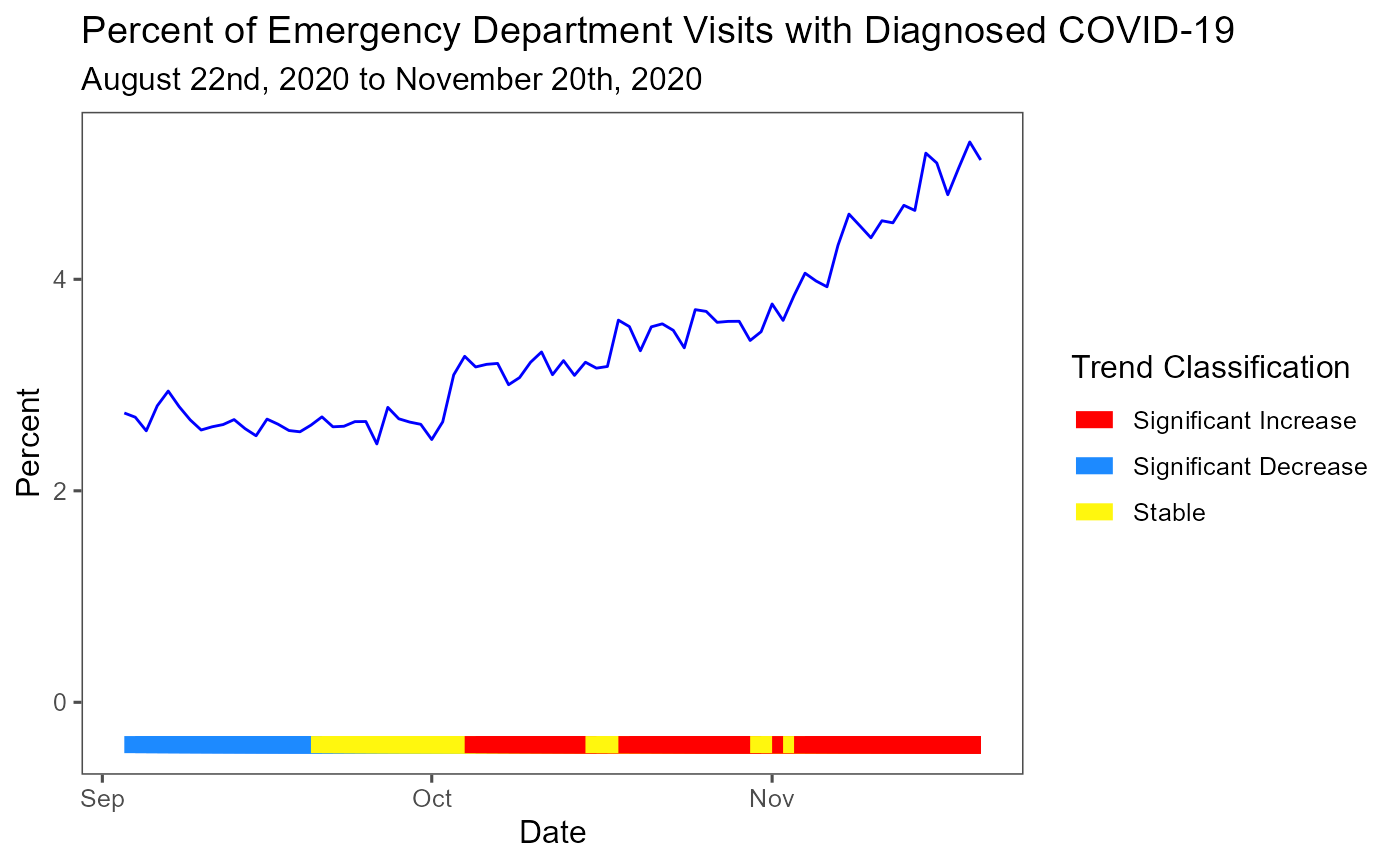 Percent of Emergency Department Visits with Diagnosed COVID-19
August 22nd, 2020 to November 20th, 2020
Percent
4
2
0
Sep
Oct
Nov
Date
Trend Classification
Significant Increase
Significant Decrease
Stable